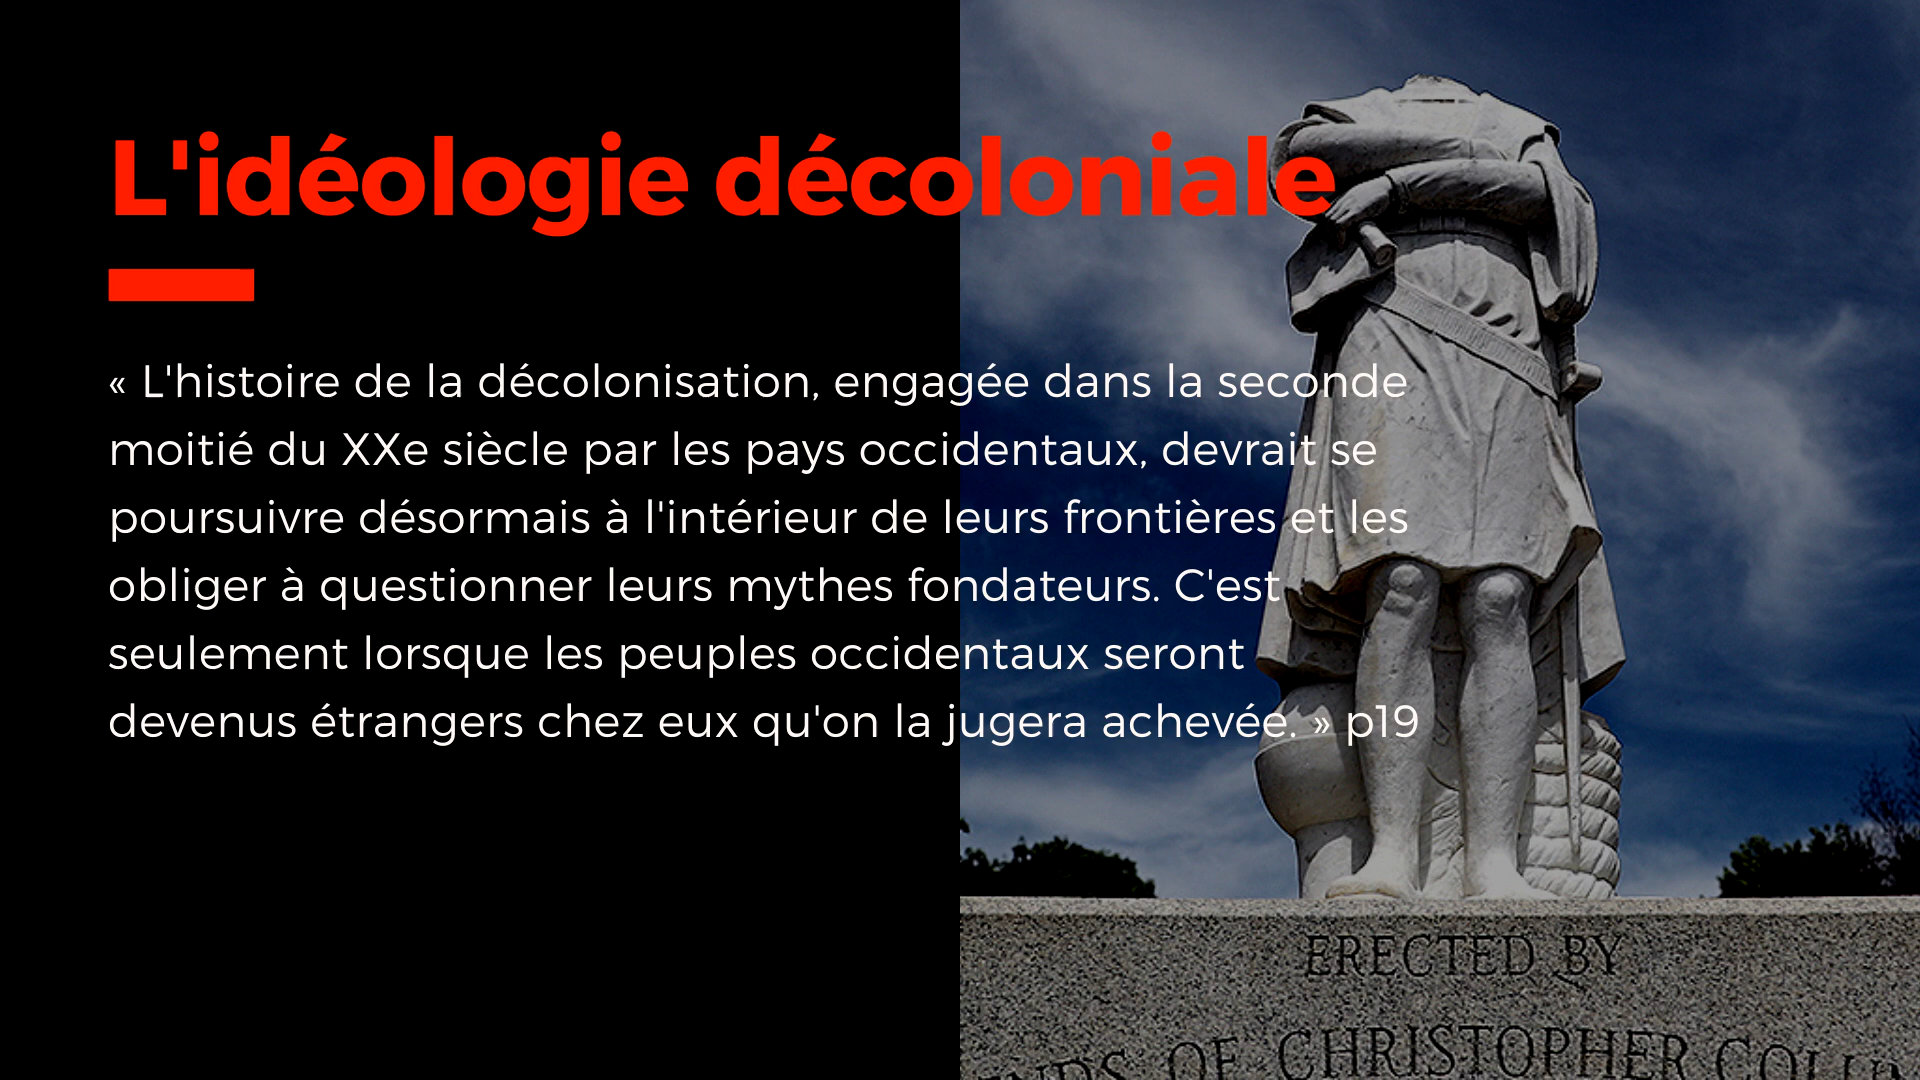 L'idéologie décoloniale
« L'histoire de la décolonisation, engagée dans la seconde
moitié du XXe siècle par les pays occidentaux, devrait se
poursuivre désormais à l'intérieur de leurs frontières et les
obliger à questionner leurs mythes fondateurs. C'est
seulement lorsque les peuples occidentaux seront
devenus étrangers chez eux qu'on la jugera achevée. » p19
ERECTED BY
OF CHRISTOPHER